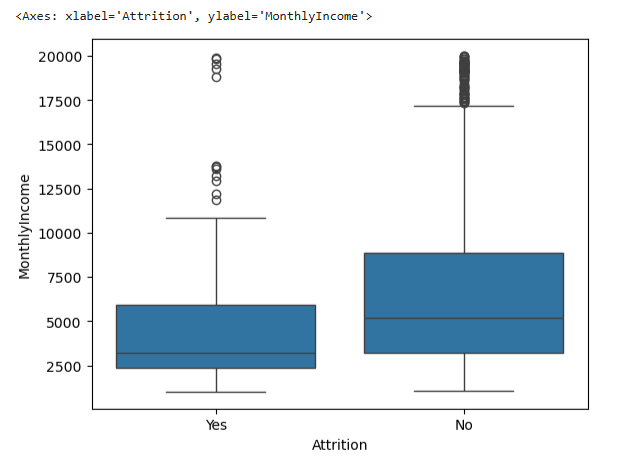 <Axes: xlabel='Attrition', ylabel='MonthlyIncome'>
20000
17500
15000
12500
10000
7500
5000
2500
MonthlyIncome
Yes No
Attrition